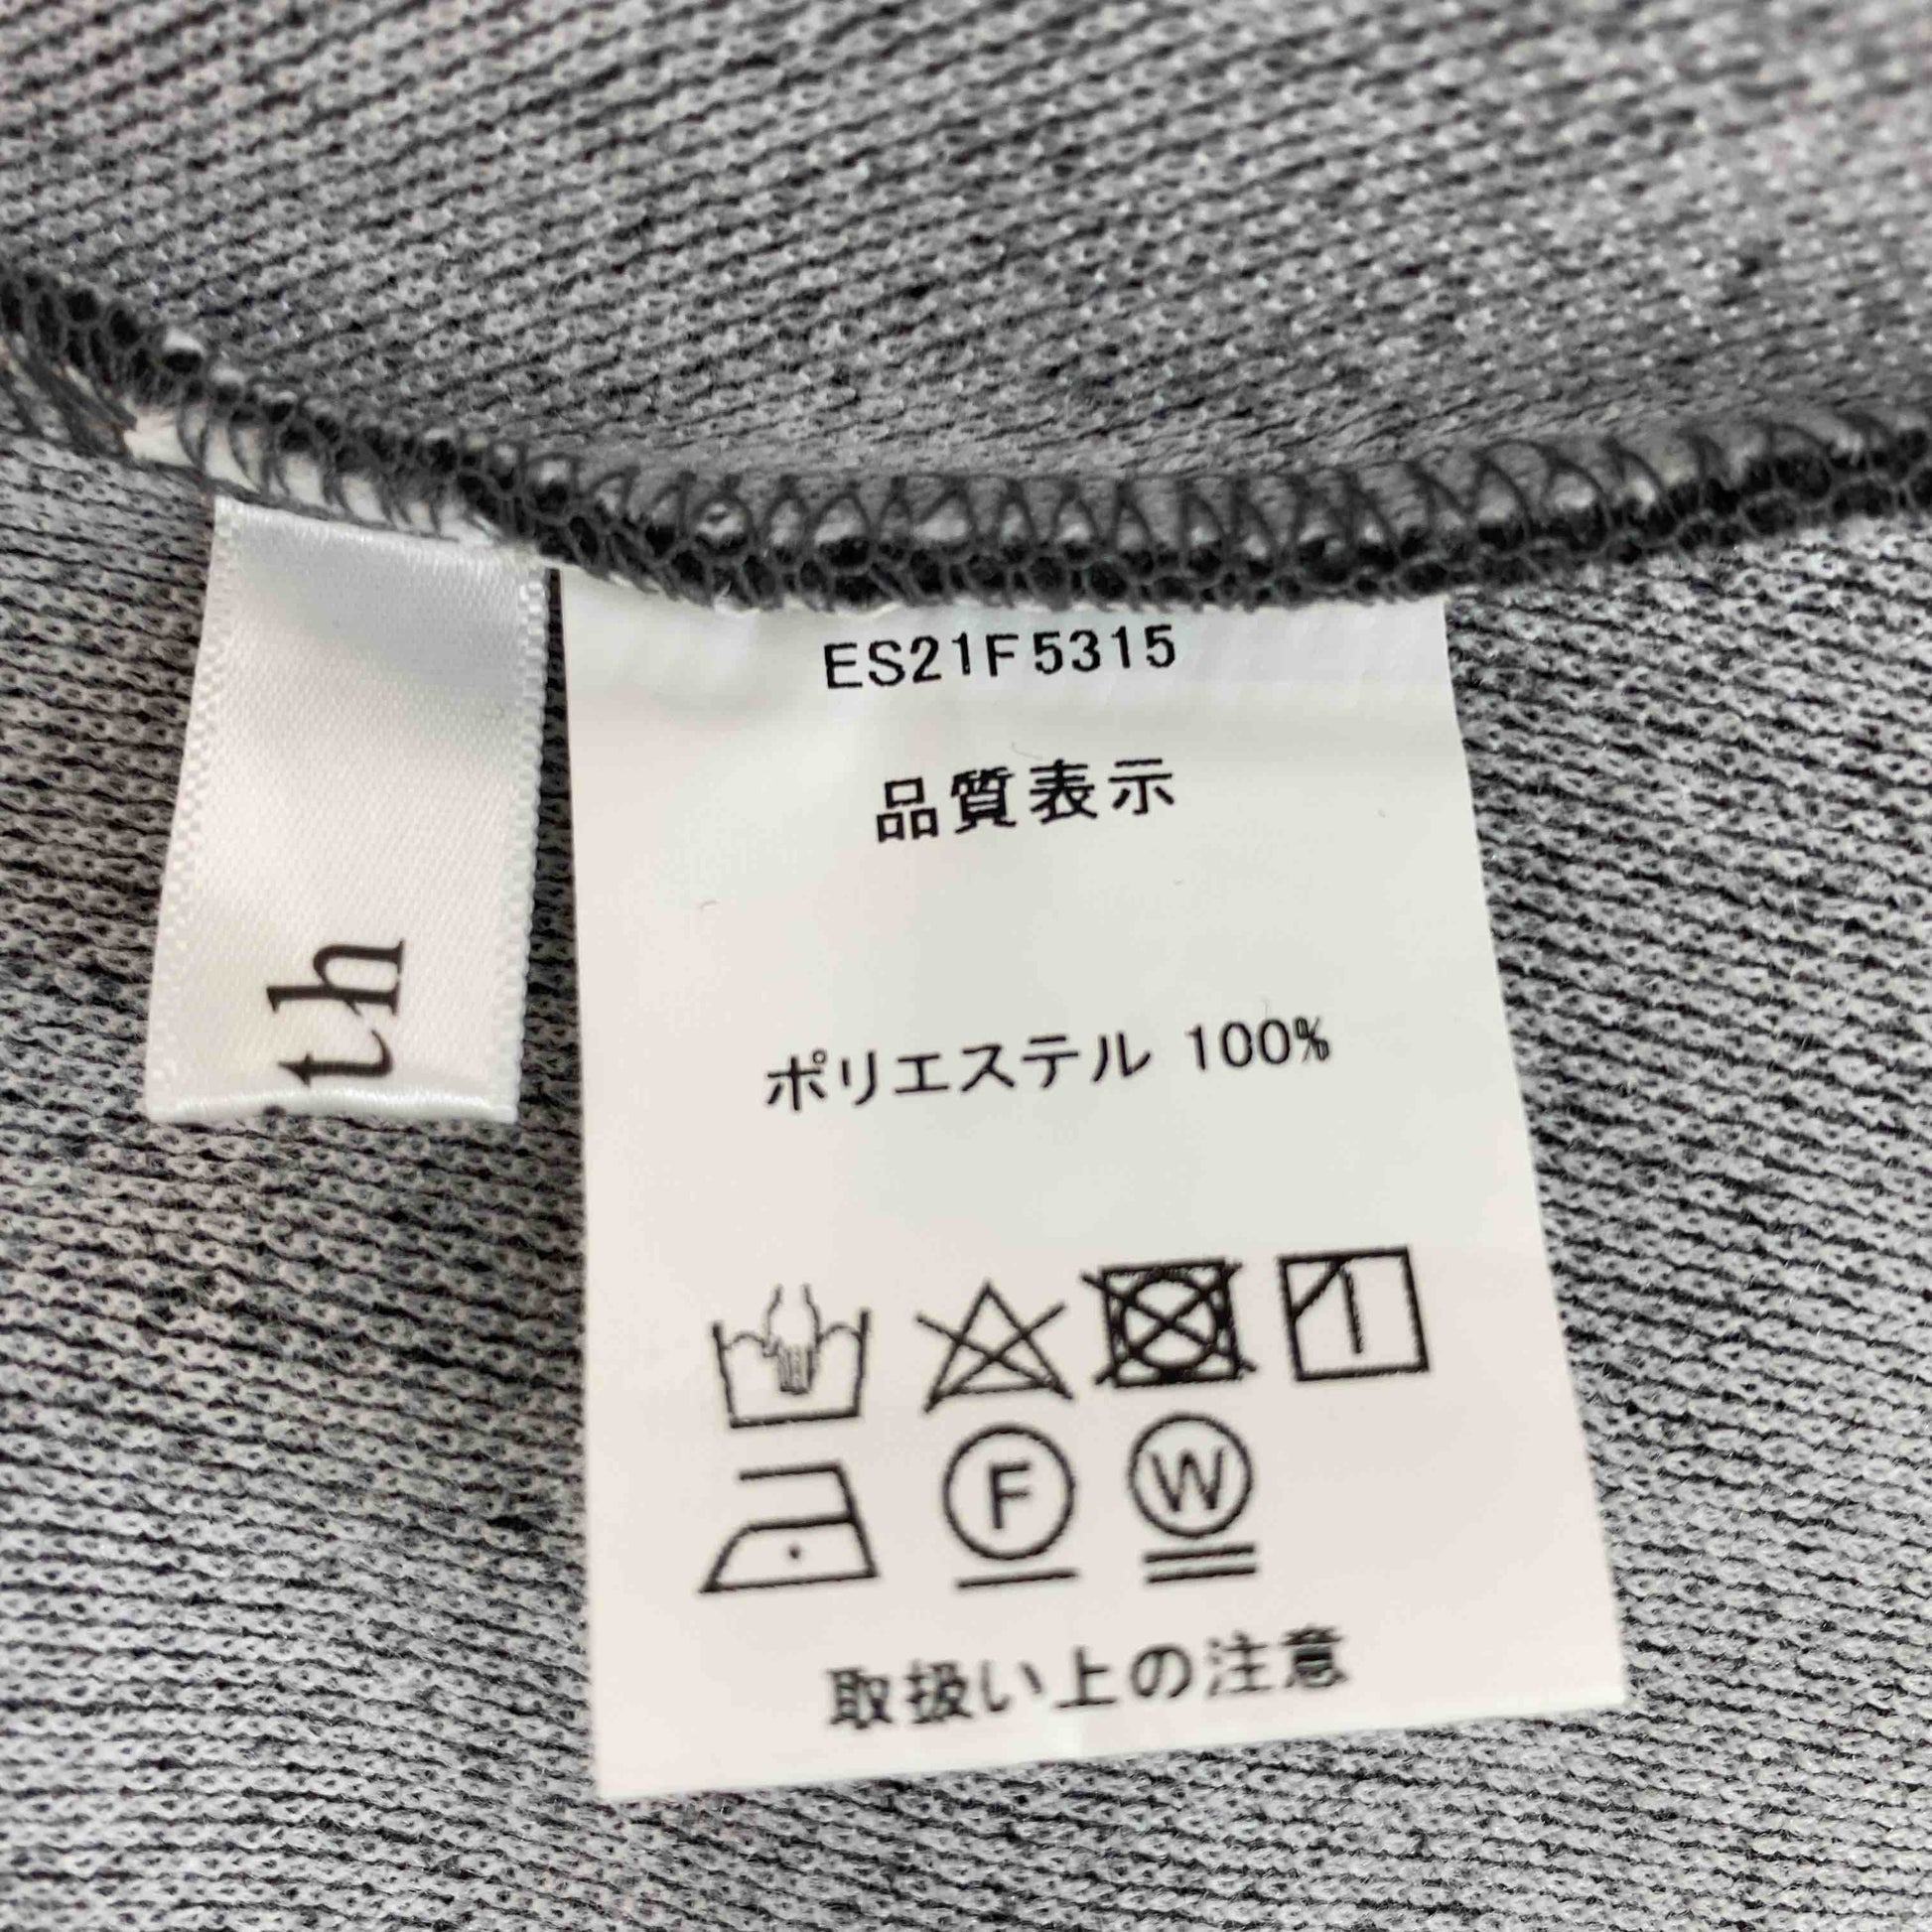 th
ES21F5315
品質表示
ポリエステル 100%
F W
取扱い上の注意